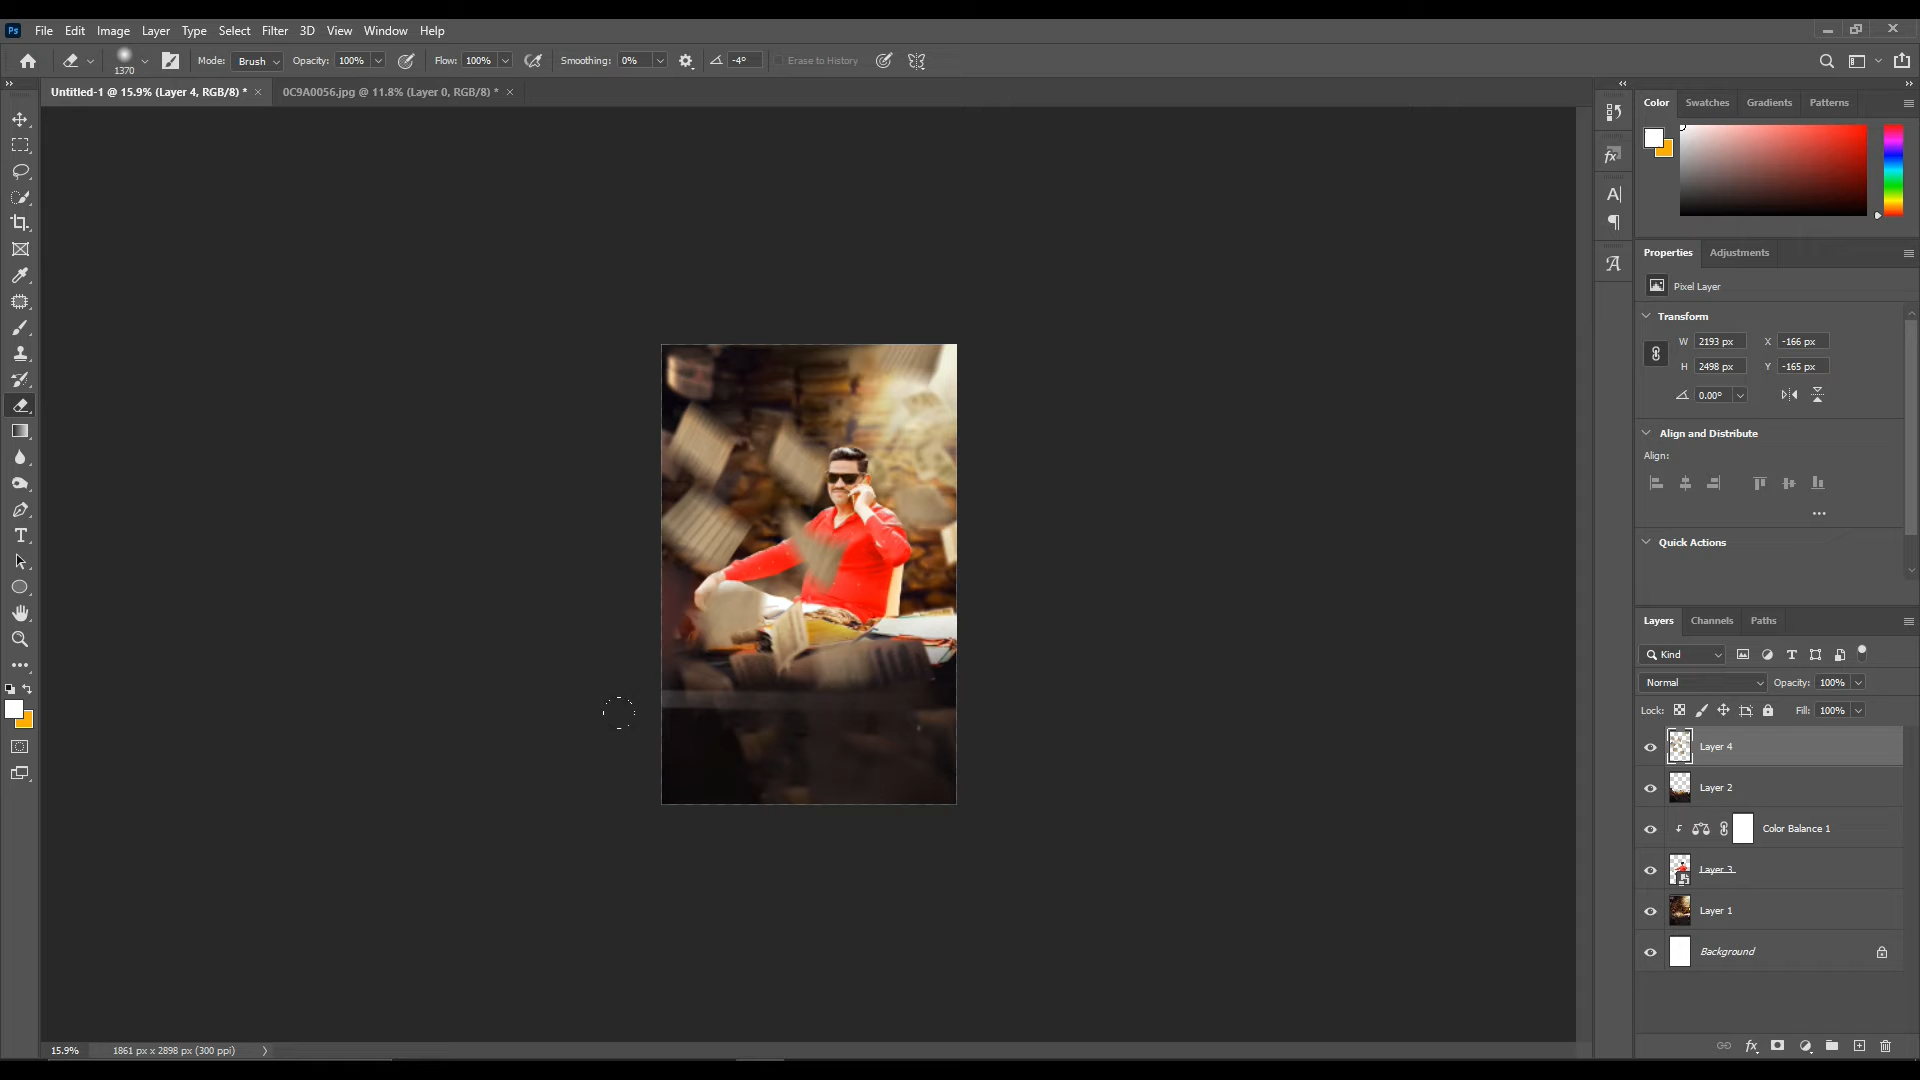 Ps File Edit Image Layer Type Select Filter 3D View Window Help
1370 Mode: Brush Opacity: 100% Flow: 100% Smoothing: 0% -4° Erase to History
Untitled-1 @ 15.9% (Layer 4, RGB/8) * × 0C9A0056.jpg @ 11.8% (Layer 0, RGB/8) * ×
Color Swatches Gradients Patterns
Properties Adjustments
Pixel Layer
Transform
W 2193 px X -166 px
H 2498 px Y -165 px
0.00°
Align and Distribute
Align:
Quick Actions
Layers Channels Paths
Kind
Normal Opacity: 100%
Lock: Fill: 100%
Layer 4
Layer 2
Color Balance 1
Layer 3
Layer 1
Background
15.9% 1861 px x 2898 px (300 ppi)